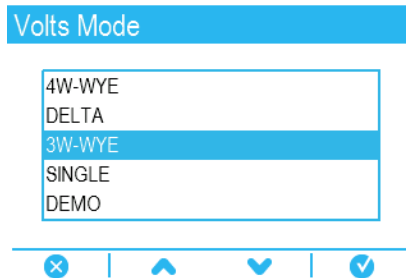 Volts Mode
4W-WYE
DELTA
3W-WYE
SINGLE
DEMO